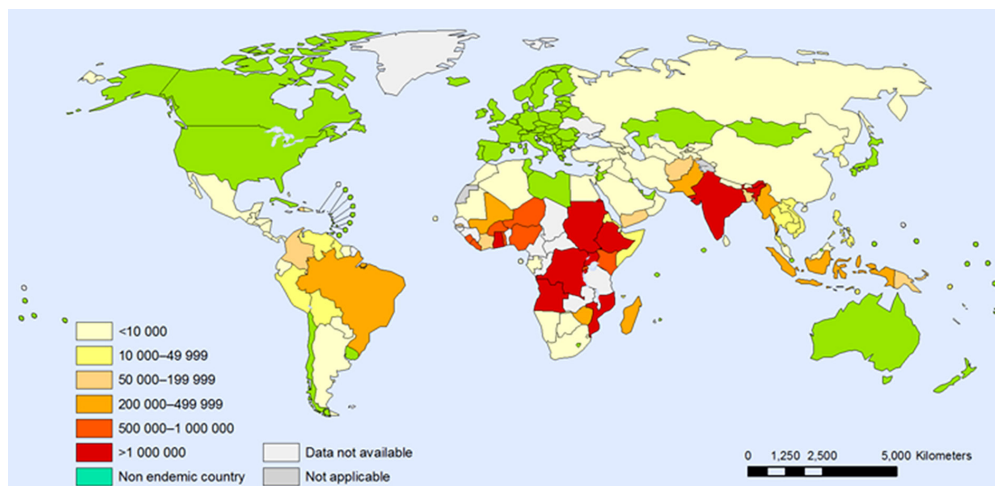 <10 000
10 000–49 999
50 000–199 999
200 000–499 999
500 000–1 000 000
>1 000 000
Non endemic country
Data not available
Not applicable
0 1,250 2,500 5,000 Kilometers